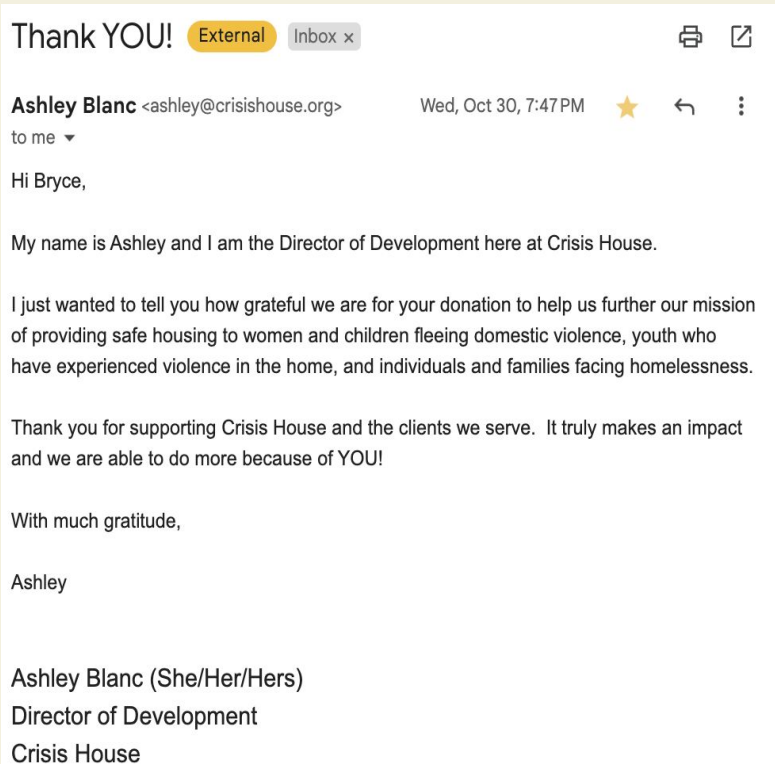 Thank YOU! External Inbox ×
Ashley Blanc <ashley@crisishouse.org> Wed, Oct 30, 7:47 PM
to me
Hi Bryce,
My name is Ashley and I am the Director of Development here at Crisis House.
I just wanted to tell you how grateful we are for your donation to help us further our mission
of providing safe housing to women and children fleeing domestic violence, youth who
have experienced violence in the home, and individuals and families facing homelessness.
Thank you for supporting Crisis House and the clients we serve.  It truly makes an impact
and we are able to do more because of YOU!
With much gratitude,
Ashley
Ashley Blanc (She/Her/Hers)
Director of Development
Crisis House